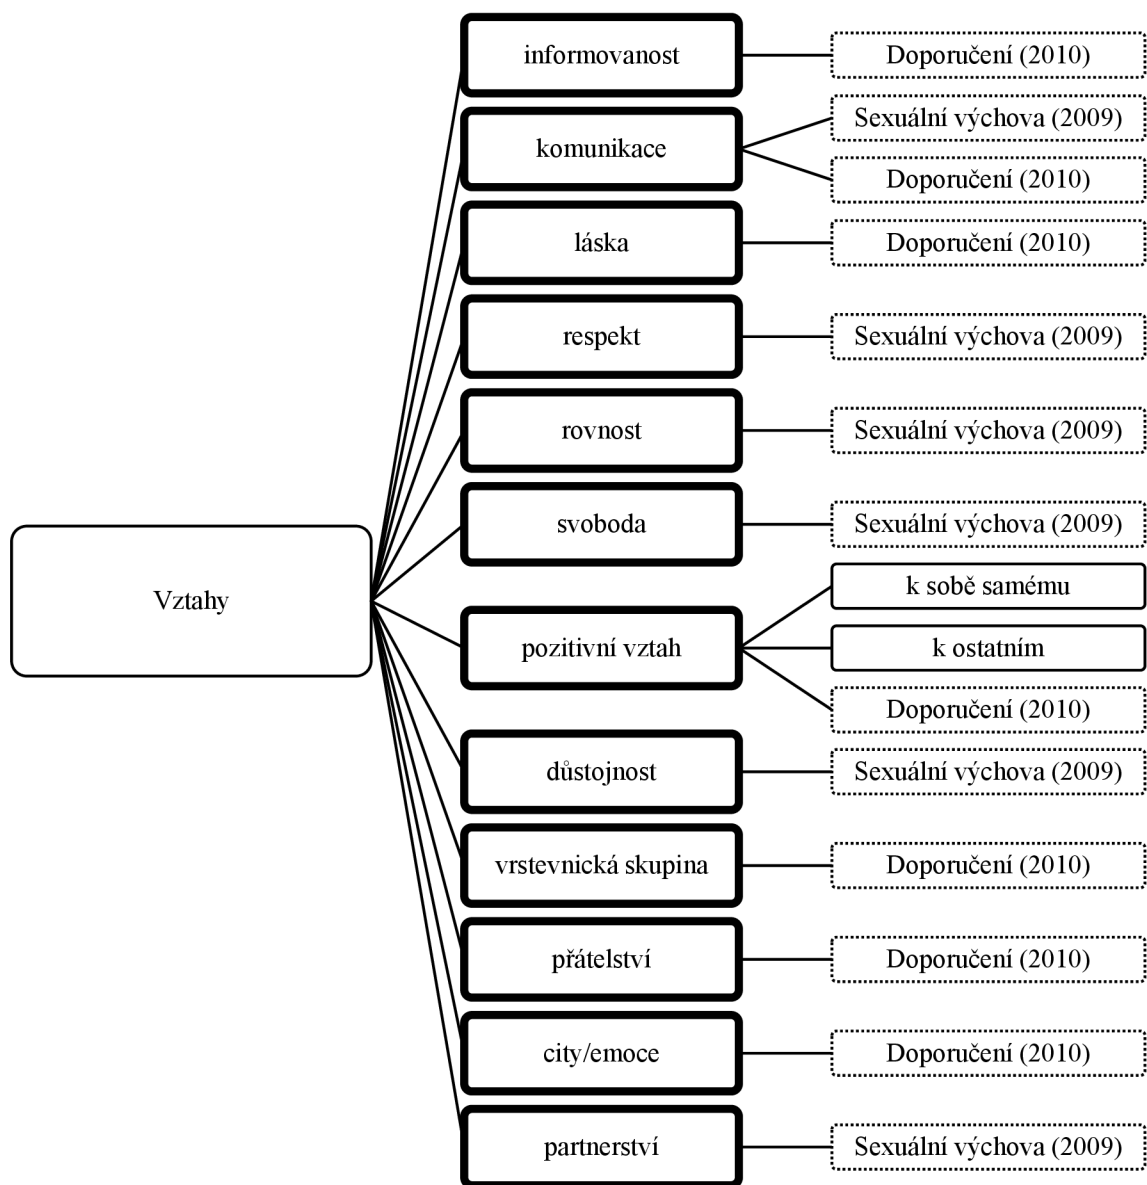 Vztahy
informovanost
Doporučení (2010)
komunikace
Sexuální výchova (2009)
Doporučení (2010)
láska
Doporučení (2010)
respekt
Sexuální výchova (2009)
rovnost
Sexuální výchova (2009)
svoboda
Sexuální výchova (2009)
pozitivní vztah
k sobě samému
k ostatním
Doporučení (2010)
důstojnost
Sexuální výchova (2009)
vrstevnická skupina
Doporučení (2010)
přátelství
Doporučení (2010)
city/emoce
Doporučení (2010)
partnerství
Sexuální výchova (2009)